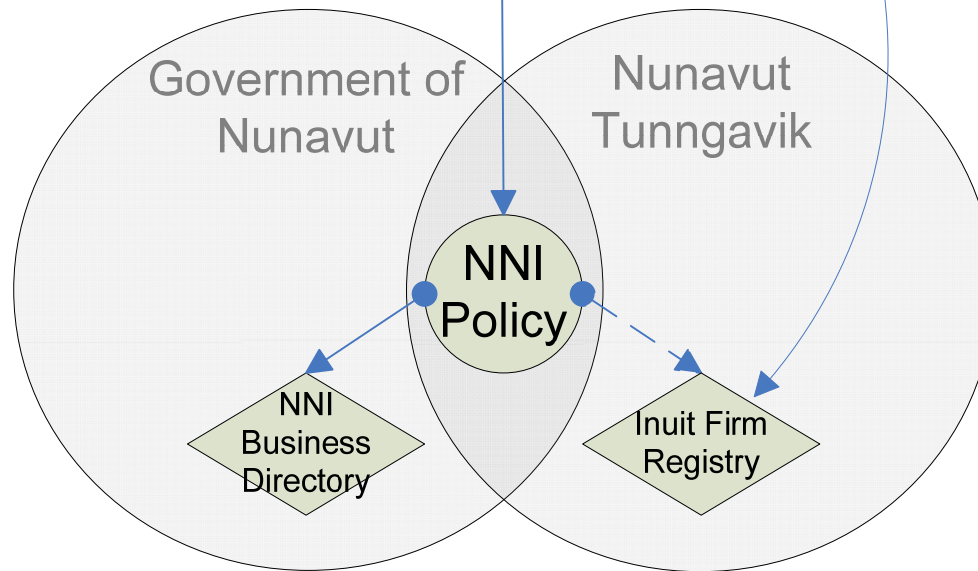 Government of
Nunavut
Nunavut
Tunngavik
NNI
Policy
NNI
Business
Directory
Inuit Firm
Registry